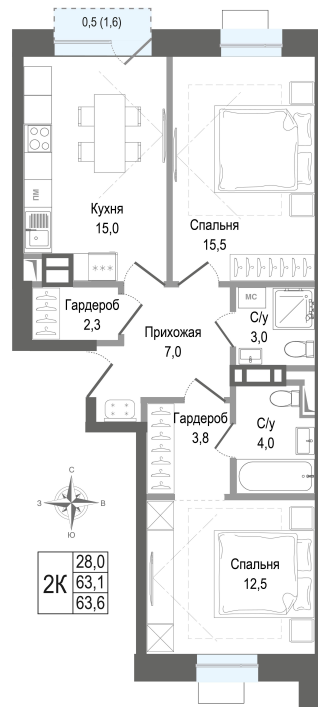 0,5 (1,6)
Кухня
15,0
Спальня
15,5
ПМ
Гардероб
2,3
Прихожая
7,0
МС
С/у
3,0
Гардероб
3,8
С/у
4,0
С
З
В
Ю
2К
28,0
63,1
63,6
Спальня
12,5